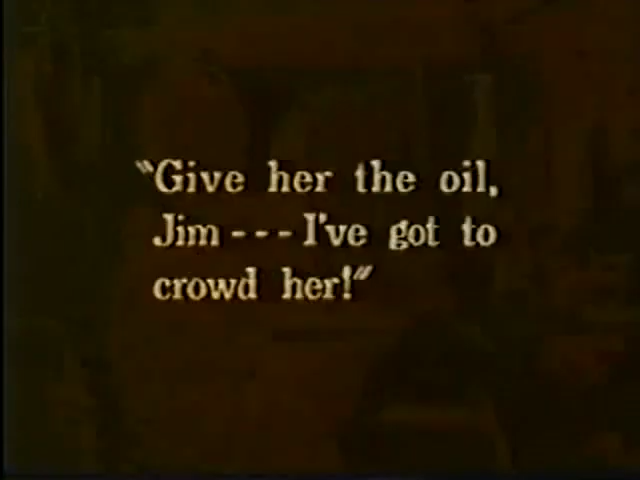 "Give her the oil,
Jim --- I've got to
crowd her!"